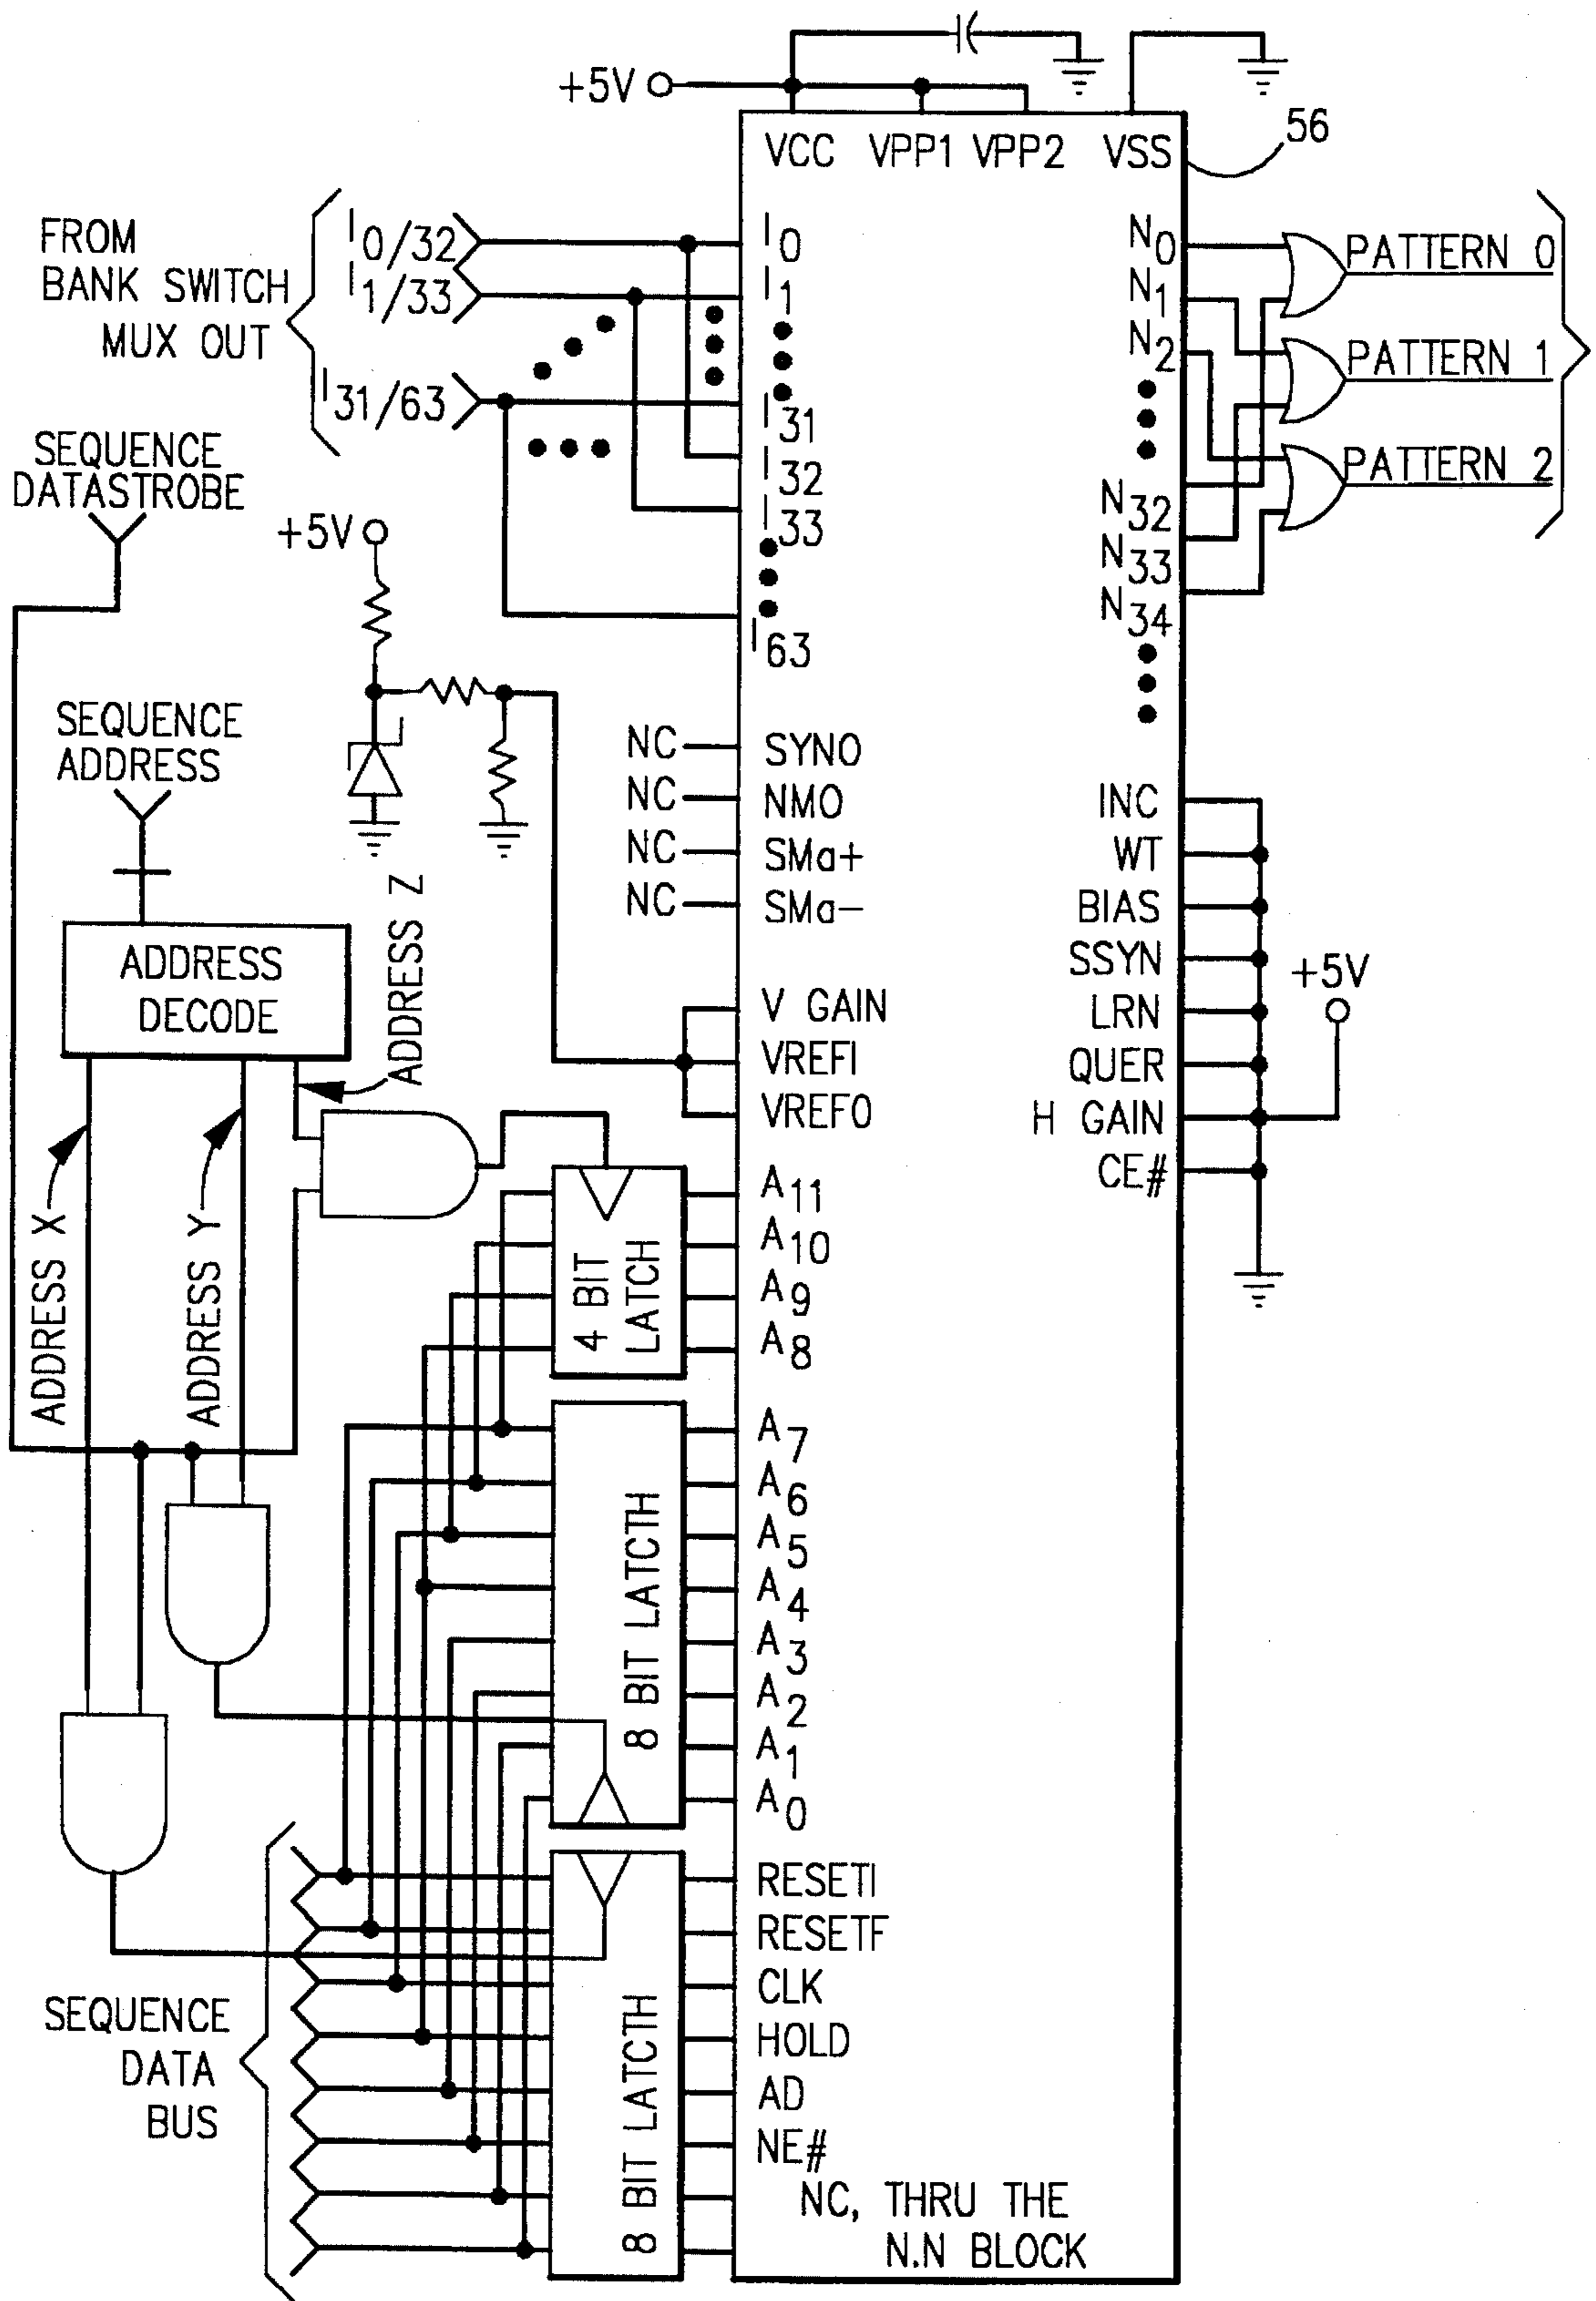 +5V
VCC VPP1 VPP2 VSS
56
FROM
BANK SWITCH
MUX OUT
I0/32
I1/33
I31/63
I0
I1
I31
I32
I33
I63
N0
N1
N2
N32
N33
N34
PATTERN 0
PATTERN 1
PATTERN 2
SEQUENCE
DATASTROBE
+5V
SEQUENCE
ADDRESS
ADDRESS
DECODE
ADDRESS Z
ADDRESS X
ADDRESS Y
NC SYNO
NC NMO
NC SMa+
NC SMa-
V GAIN
VREFI
VREFO
INC
WT
BIAS
SSYN
LRN
QUER
H GAIN
CE#
+5V
4 BIT
LATCH
A11
A10
A9
A8
8 BIT LATCTH
A7
A6
A5
A4
A3
A2
A1
A0
SEQUENCE
DATA
BUS
8 BIT LATCTH
RESETI
RESETF
CLK
HOLD
AD
NE#
NC, THRU THE
N.N BLOCK